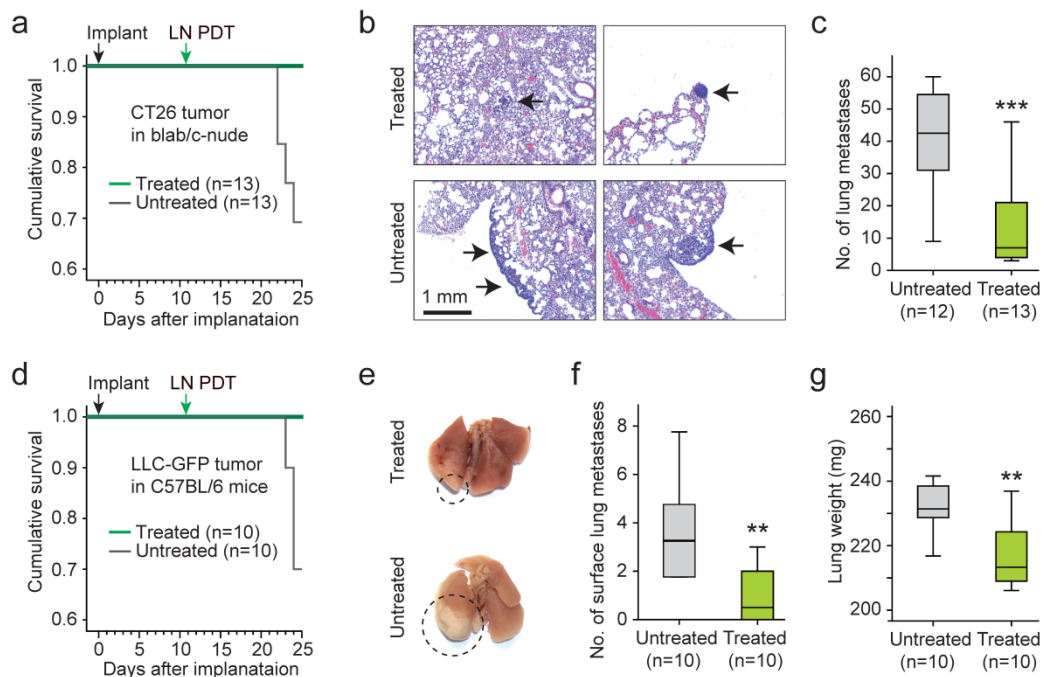 a
Implant LN PDT
1.0
0.9
0.8
0.7
0.6
Cumulative survival
CT26 tumor
in blab/c-nude
Treated (n=13)
Untreated (n=13)
0 5 10 15 20 25
Days after implanataion
b
Treated
Untreated
1 mm
c
No. of lung metastases
60
50
40
30
20
10
0
***
Untreated Treated
(n=12) (n=13)
d
Implant LN PDT
1.0
0.9
0.8
0.7
0.6
Cumulative survival
LLC-GFP tumor
in C57BL/6 mice
Treated (n=10)
Untreated (n=10)
0 5 10 15 20 25
Days after implanataion
e
Treated
Untreated
f
No. of surface lung metastases
8
6
4
2
0
**
Untreated Treated
(n=10) (n=10)
g
Lung weight (mg)
260
240
230
220
210
200
**
Untreated Treated
(n=10) (n=10)